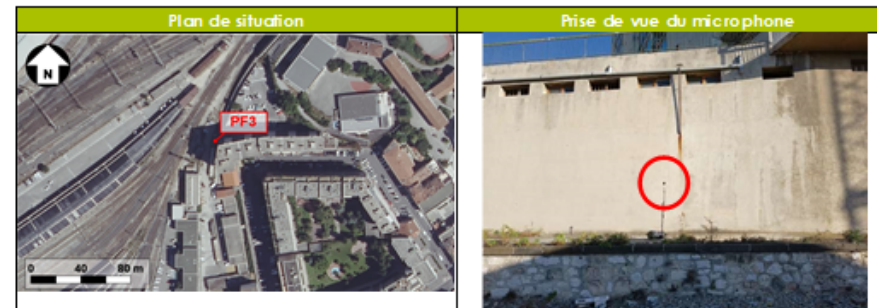 Plan de situation
Prise de vue du microphone
N
PF3
0 40 80 m